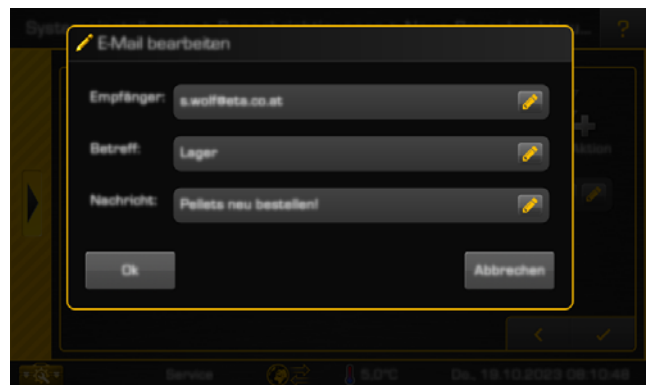 E-Mail bearbeiten
Empfänger: s.wolf@eta.co.at
Betreff: Lager
Nachricht: Pellets neu bestellen!
Ok Abbrechen
Aktion
Service 5,0°C Do., 19.10.2023 08:10:46